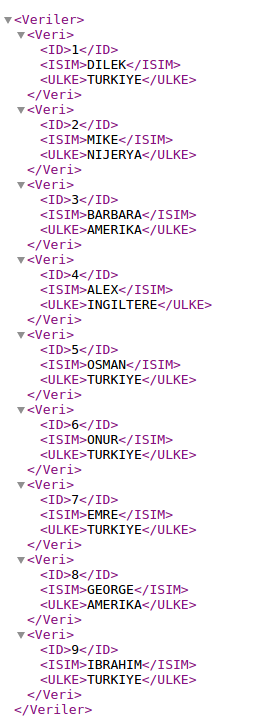 <Veriler>
<Veri>
<ID>1</ID>
<ISIM>DILEK</ISIM>
<ULKE>TURKIYE</ULKE>
</Veri>
<Veri>
<ID>2</ID>
<ISIM>MIKE</ISIM>
<ULKE>NIJERYA</ULKE>
</Veri>
<Veri>
<ID>3</ID>
<ISIM>BARBARA</ISIM>
<ULKE>AMERIKA</ULKE>
</Veri>
<Veri>
<ID>4</ID>
<ISIM>ALEX</ISIM>
<ULKE>INGILTERE</ULKE>
</Veri>
<Veri>
<ID>5</ID>
<ISIM>OSMAN</ISIM>
<ULKE>TURKIYE</ULKE>
</Veri>
<Veri>
<ID>6</ID>
<ISIM>ONUR</ISIM>
<ULKE>TURKIYE</ULKE>
</Veri>
<Veri>
<ID>7</ID>
<ISIM>EMRE</ISIM>
<ULKE>TURKIYE</ULKE>
</Veri>
<Veri>
<ID>8</ID>
<ISIM>GEORGE</ISIM>
<ULKE>AMERIKA</ULKE>
</Veri>
<Veri>
<ID>9</ID>
<ISIM>IBRAHIM</ISIM>
<ULKE>TURKIYE</ULKE>
</Veri>
</Veriler>